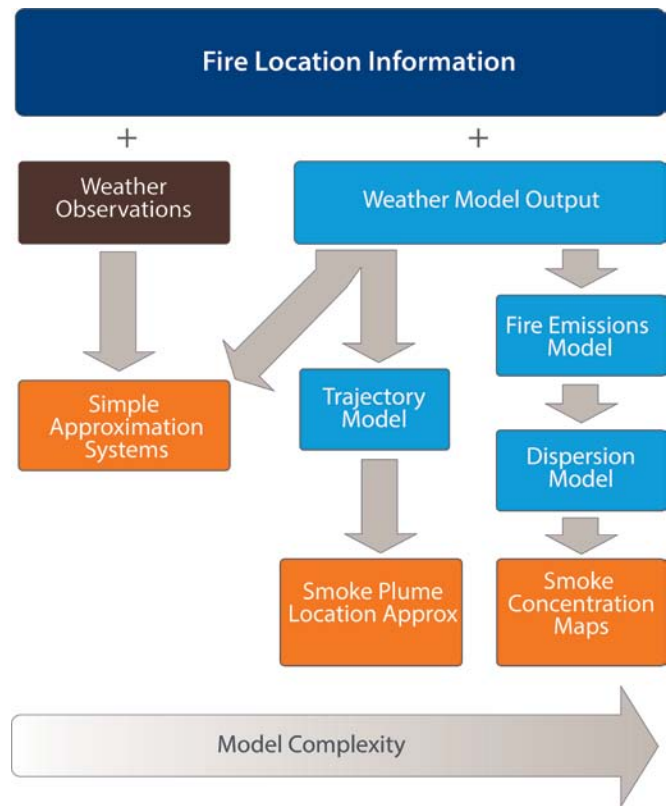 Fire Location Information
+
+
Weather
Observations
Weather Model Output
Fire Emissions
Model
Simple
Approximation
Systems
Trajectory
Model
Dispersion
Model
Smoke Plume
Location Approx
Smoke
Concentration
Maps
Model Complexity